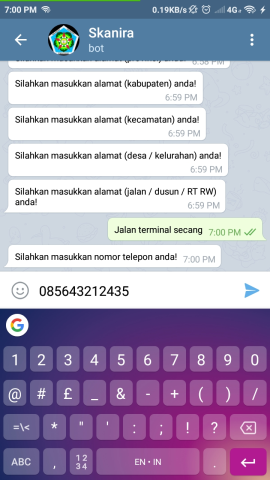 7:00 PM 0.19KB/s 4G
Skanira
bot
6:58 PM
Silahkan masukkan alamat (kabupaten) anda!
6:59 PM
Silahkan masukkan alamat (kecamatan) anda!
6:59 PM
Silahkan masukkan alamat (desa / kelurahan) anda!
6:59 PM
Silahkan masukkan alamat (jalan / dusun / RT RW)
anda! 6:59 PM
Jalan terminal secang 7:00 PM
Silahkan masukkan nomor telepon anda! 7:00 PM
085643212435
G
1 2 3 4 5 6 7 8 9 0
@ # £ _ & - + ( ) /
=\< * " ' : ; ! ?
ABC , 12
34 EN • IN .